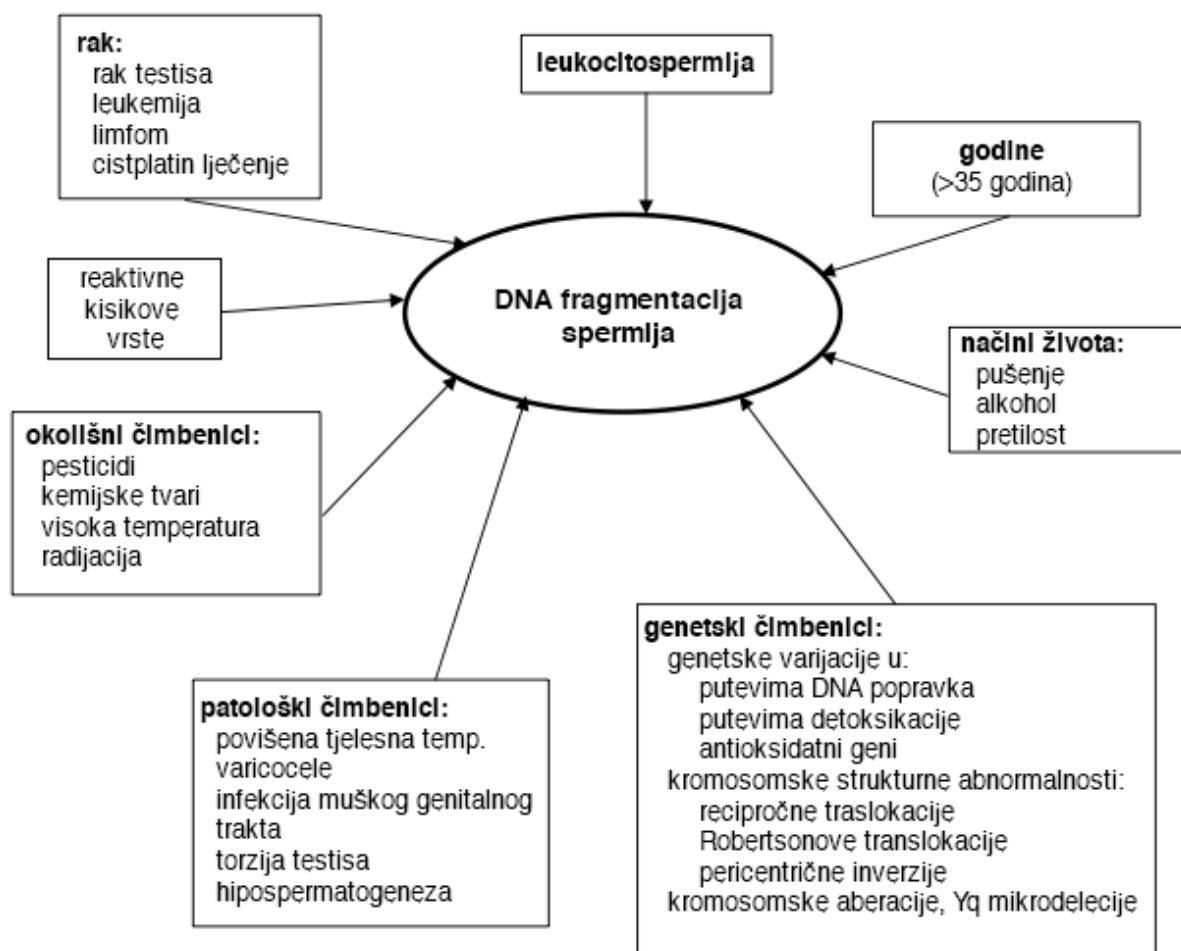 rak:
rak testisa
leukemija
limfom
cistplatin lječenje
leukocitospermija
godine
(>35 godina)
reaktivne
kisikove
vrste
DNA fragmentacija
spermija
načini života:
pušenje
alkohol
pretilost
okolišni čimbenici:
pesticidi
kemijske tvari
visoka temperatura
radijacija
patološki čimbenici:
povišena tjelesna temp.
varicocele
infekcija muškog genitalnog
trakta
torzija testisa
hipospermatogeneza
genetski čimbenici:
genetske varijacije u:
putevima DNA popravka
putevima detoksikacije
antioksidatni geni
kromosomske strukturne abnormalnosti:
recipročne traslokacije
Robertsonove translokacije
pericentrične inverzije
kromosomske aberacije, Yq mikrodelecije